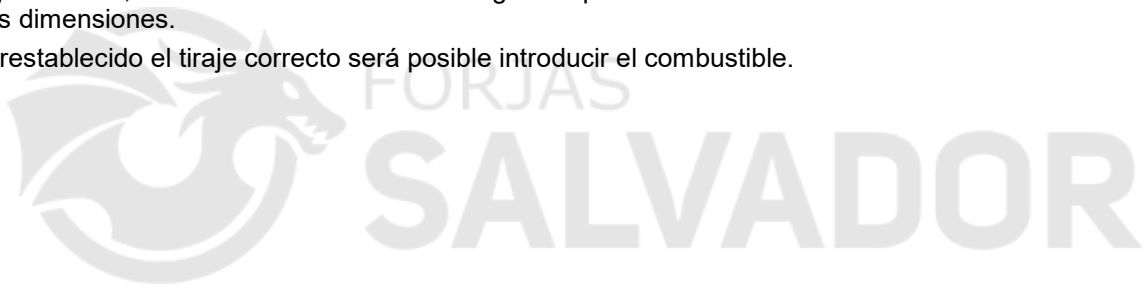 s dimensiones.
restablecido el tiraje correcto será posible introducir el combustible.
FORJAS
SALVADOR